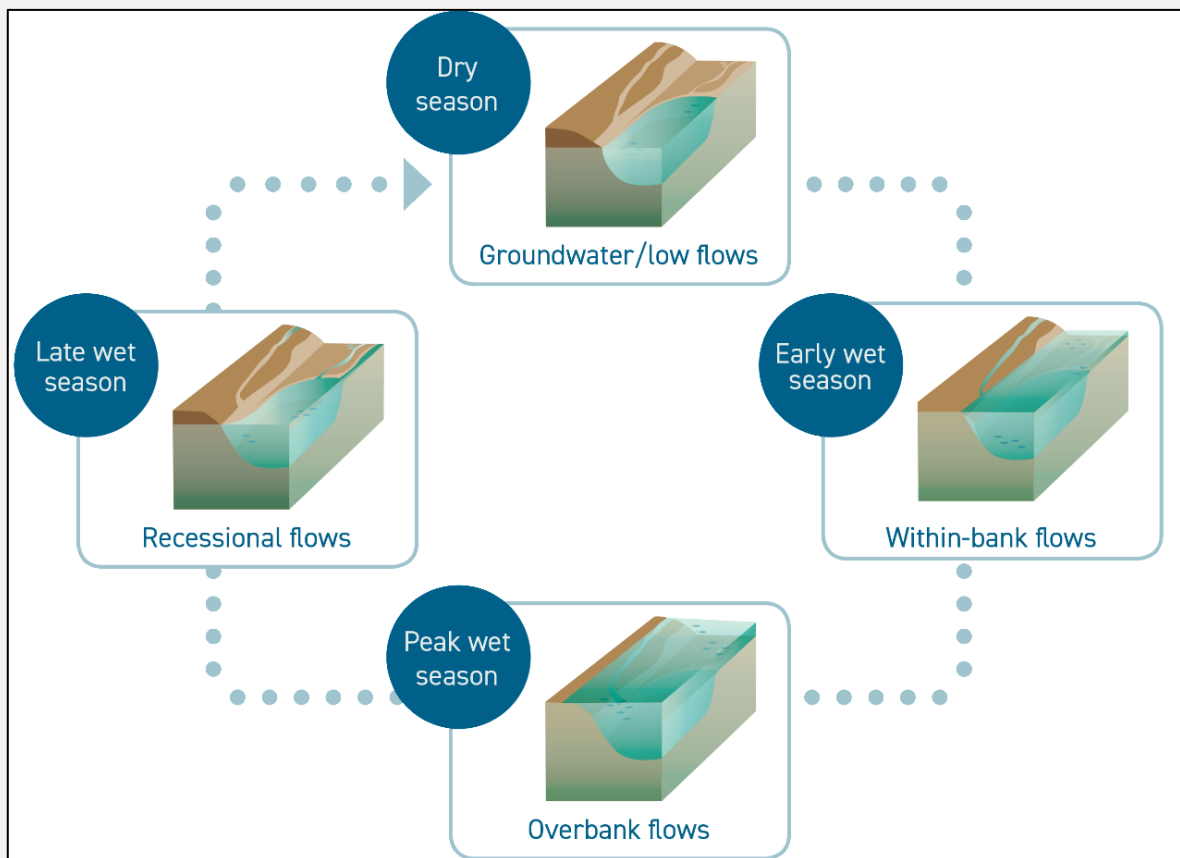 Dry
season
Groundwater/low flows
Late wet
season
Recessional flows
Early wet
season
Within-bank flows
Peak wet
season
Overbank flows